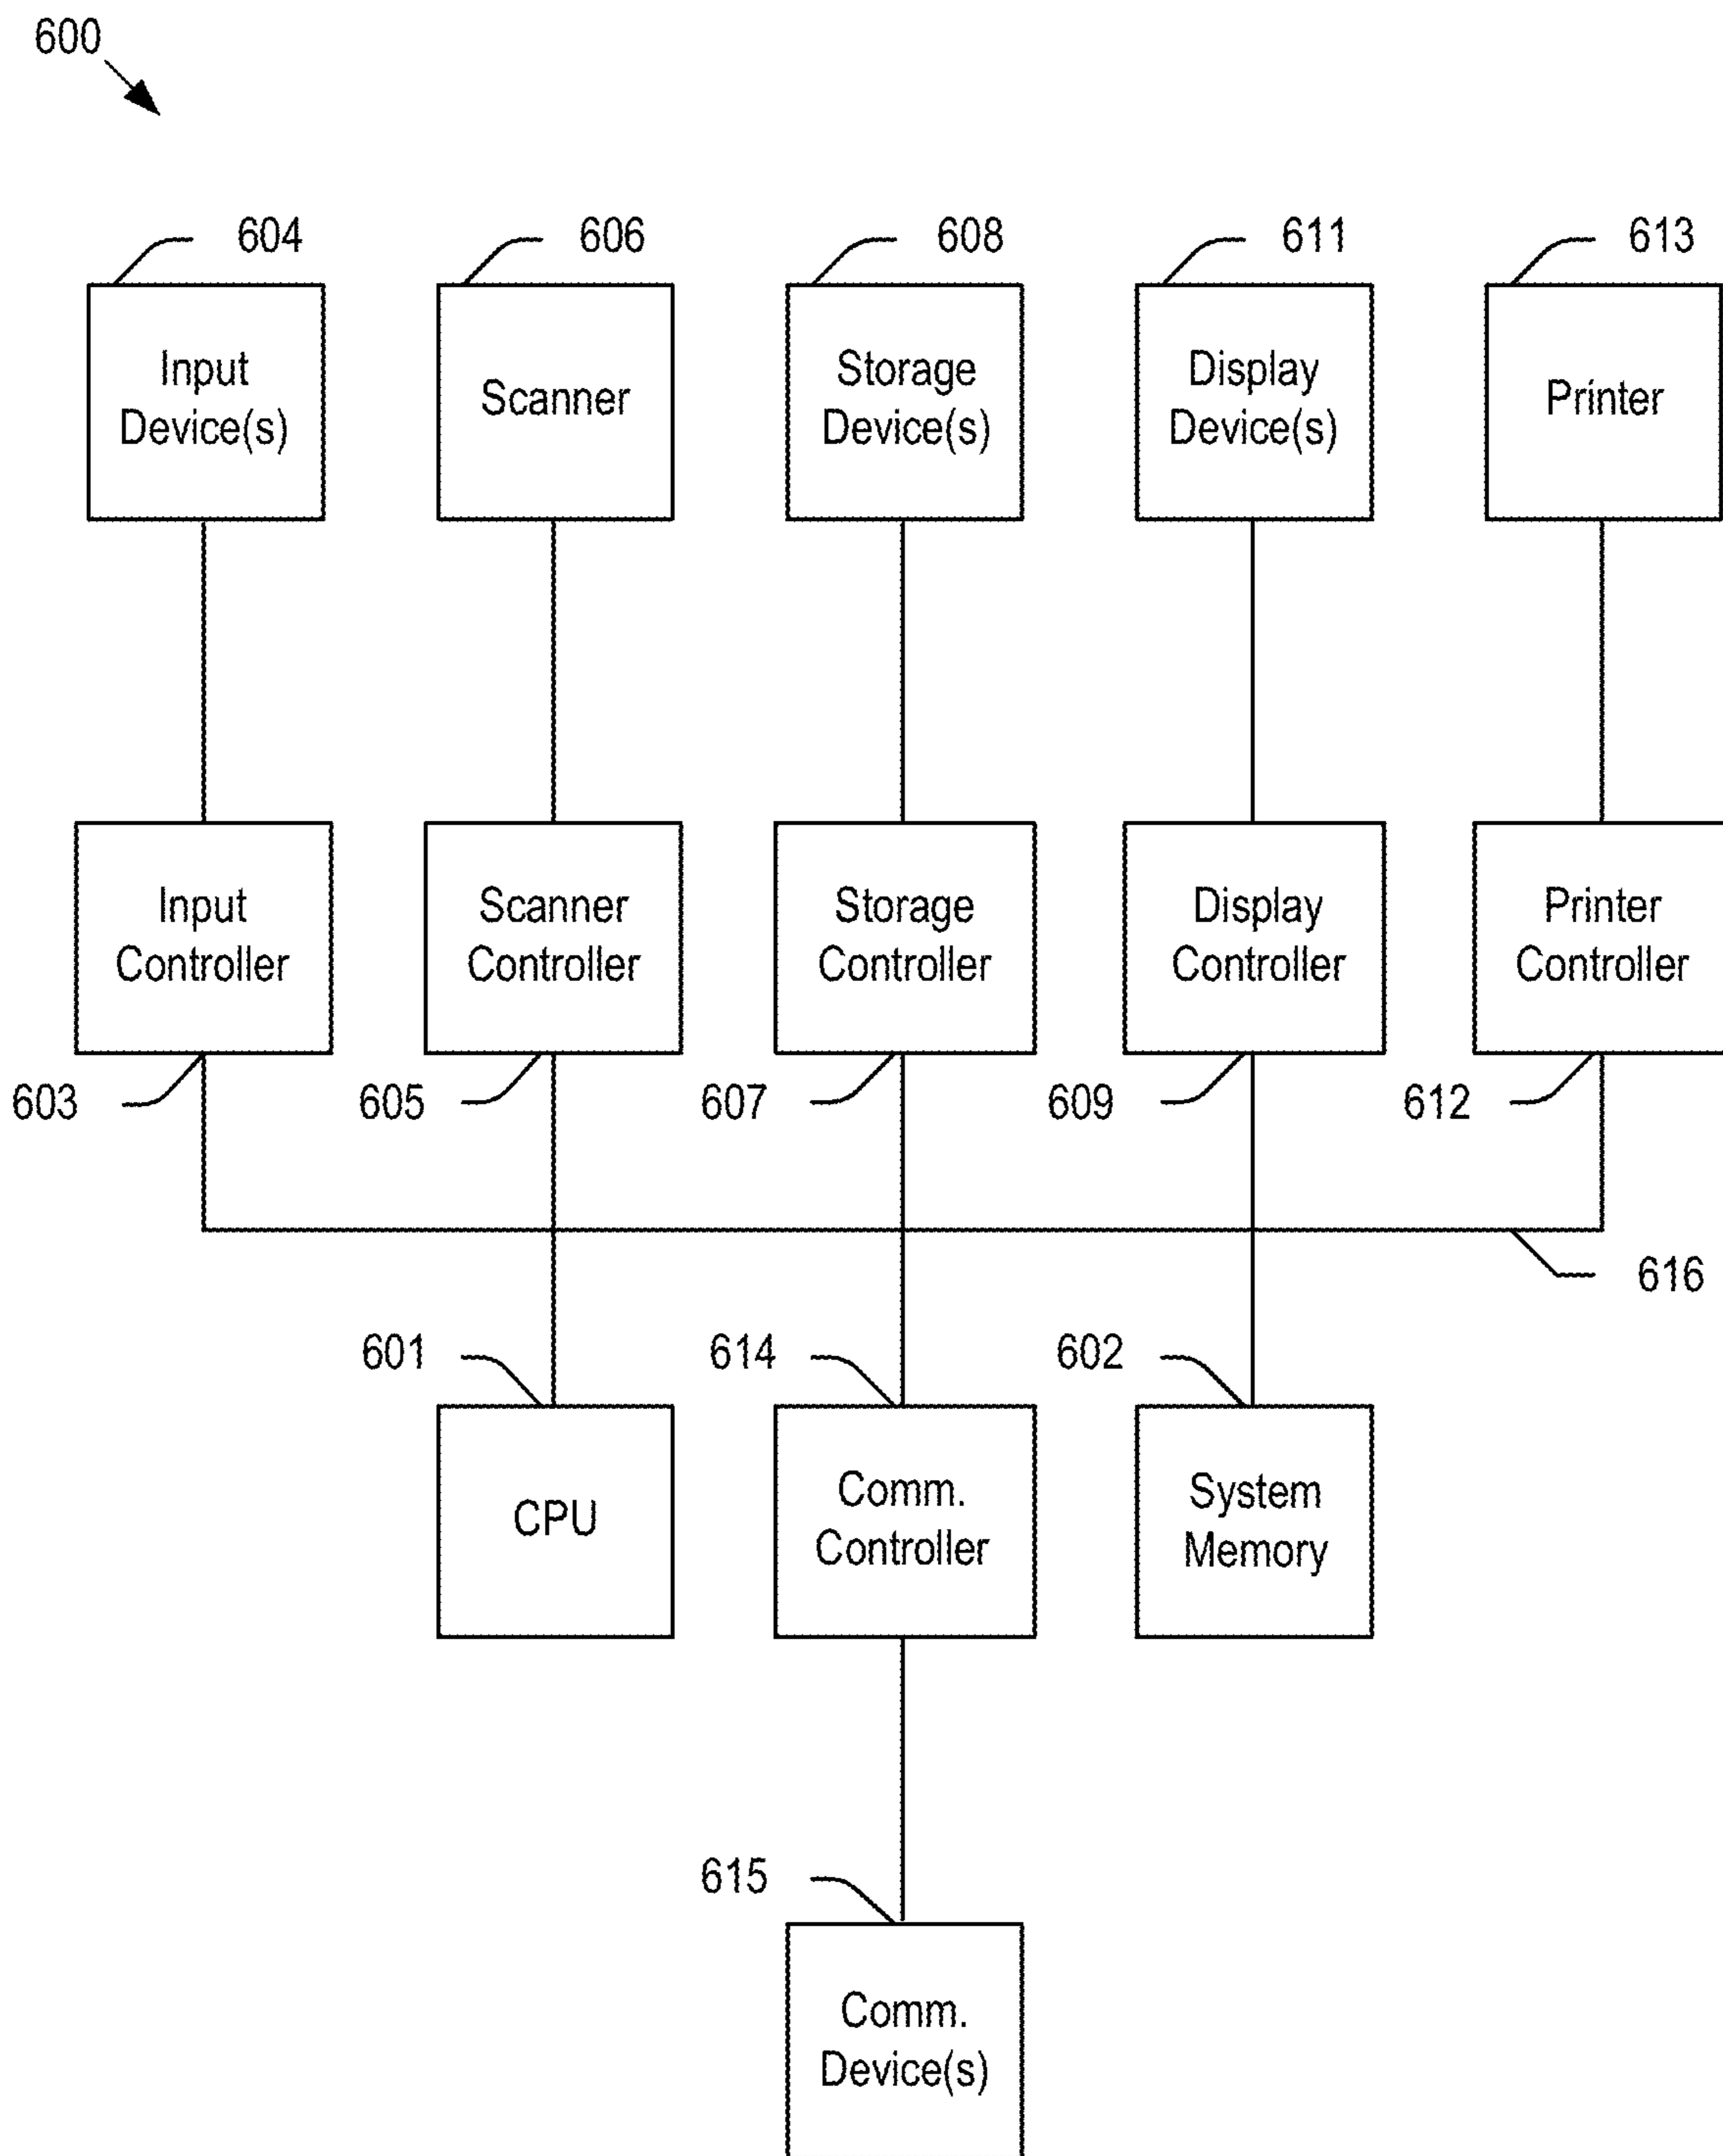 600
604
606
608
611
613
Input
Device(s)
Scanner
Storage
Device(s)
Display
Device(s)
Printer
Input
Controller
Scanner
Controller
Storage
Controller
Display
Controller
Printer
Controller
603
605
607
609
612
616
601
614
602
CPU
Comm.
Controller
System
Memory
615
Comm.
Device(s)